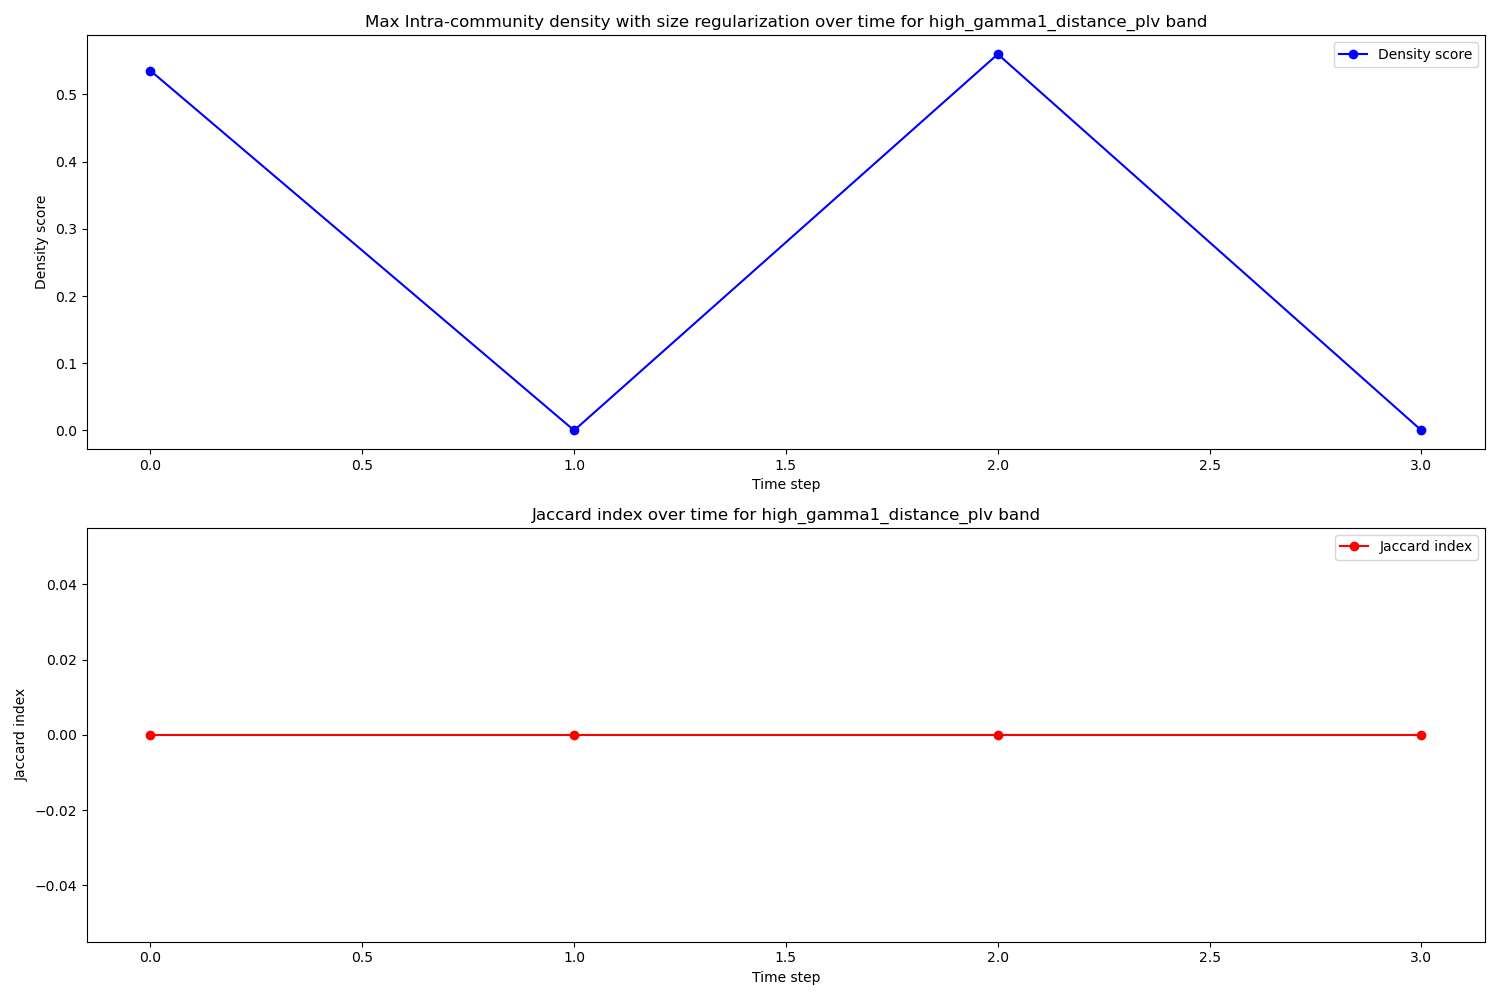 Max Intra-community density with size regularization over time for high_gamma1_distance_plv band
Density score
Density score
0.5
0.4
0.3
0.2
0.1
0.0
0.0 0.5 1.0 1.5 2.0 2.5 3.0
Time step
Jaccard index over time for high_gamma1_distance_plv band
Jaccard index
Jaccard index
0.04
0.02
0.00
−0.02
−0.04
0.0 0.5 1.0 1.5 2.0 2.5 3.0
Time step